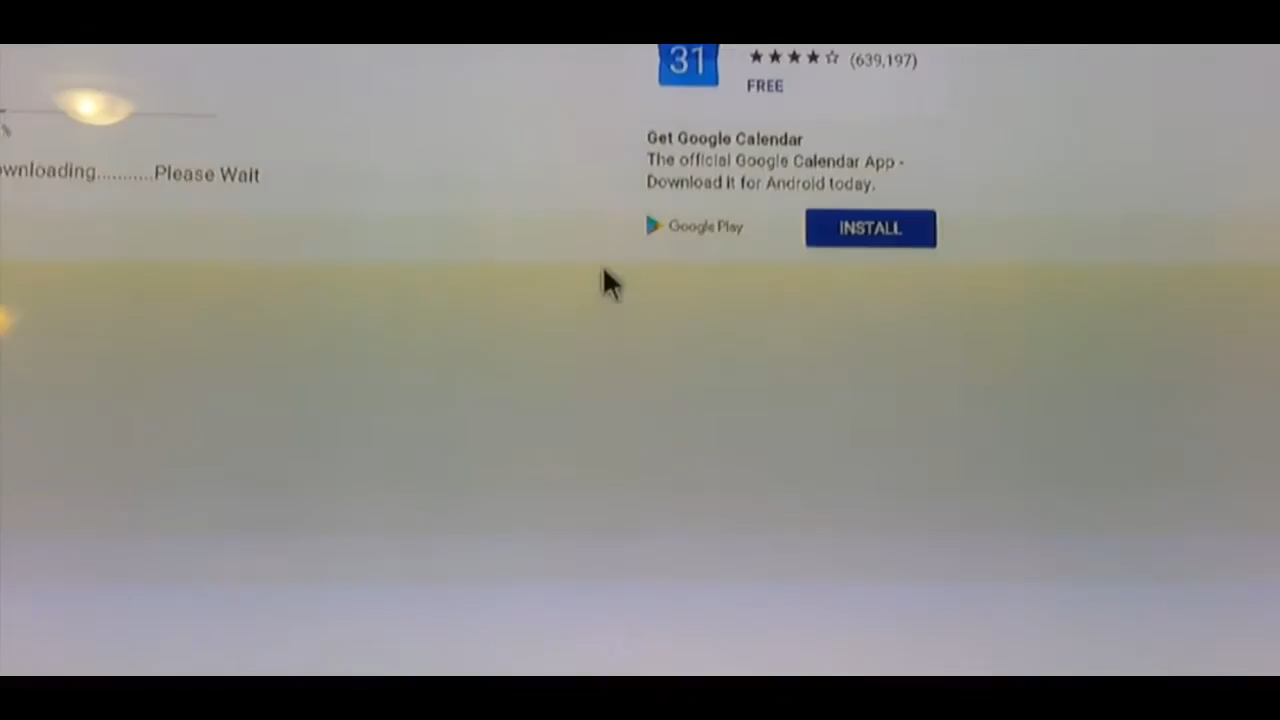 31
(639,197)
FREE
%
ownloading..........Please Wait
Get Google Calendar
The official Google Calendar App -
Download it for Android today.
Google Play
INSTALL